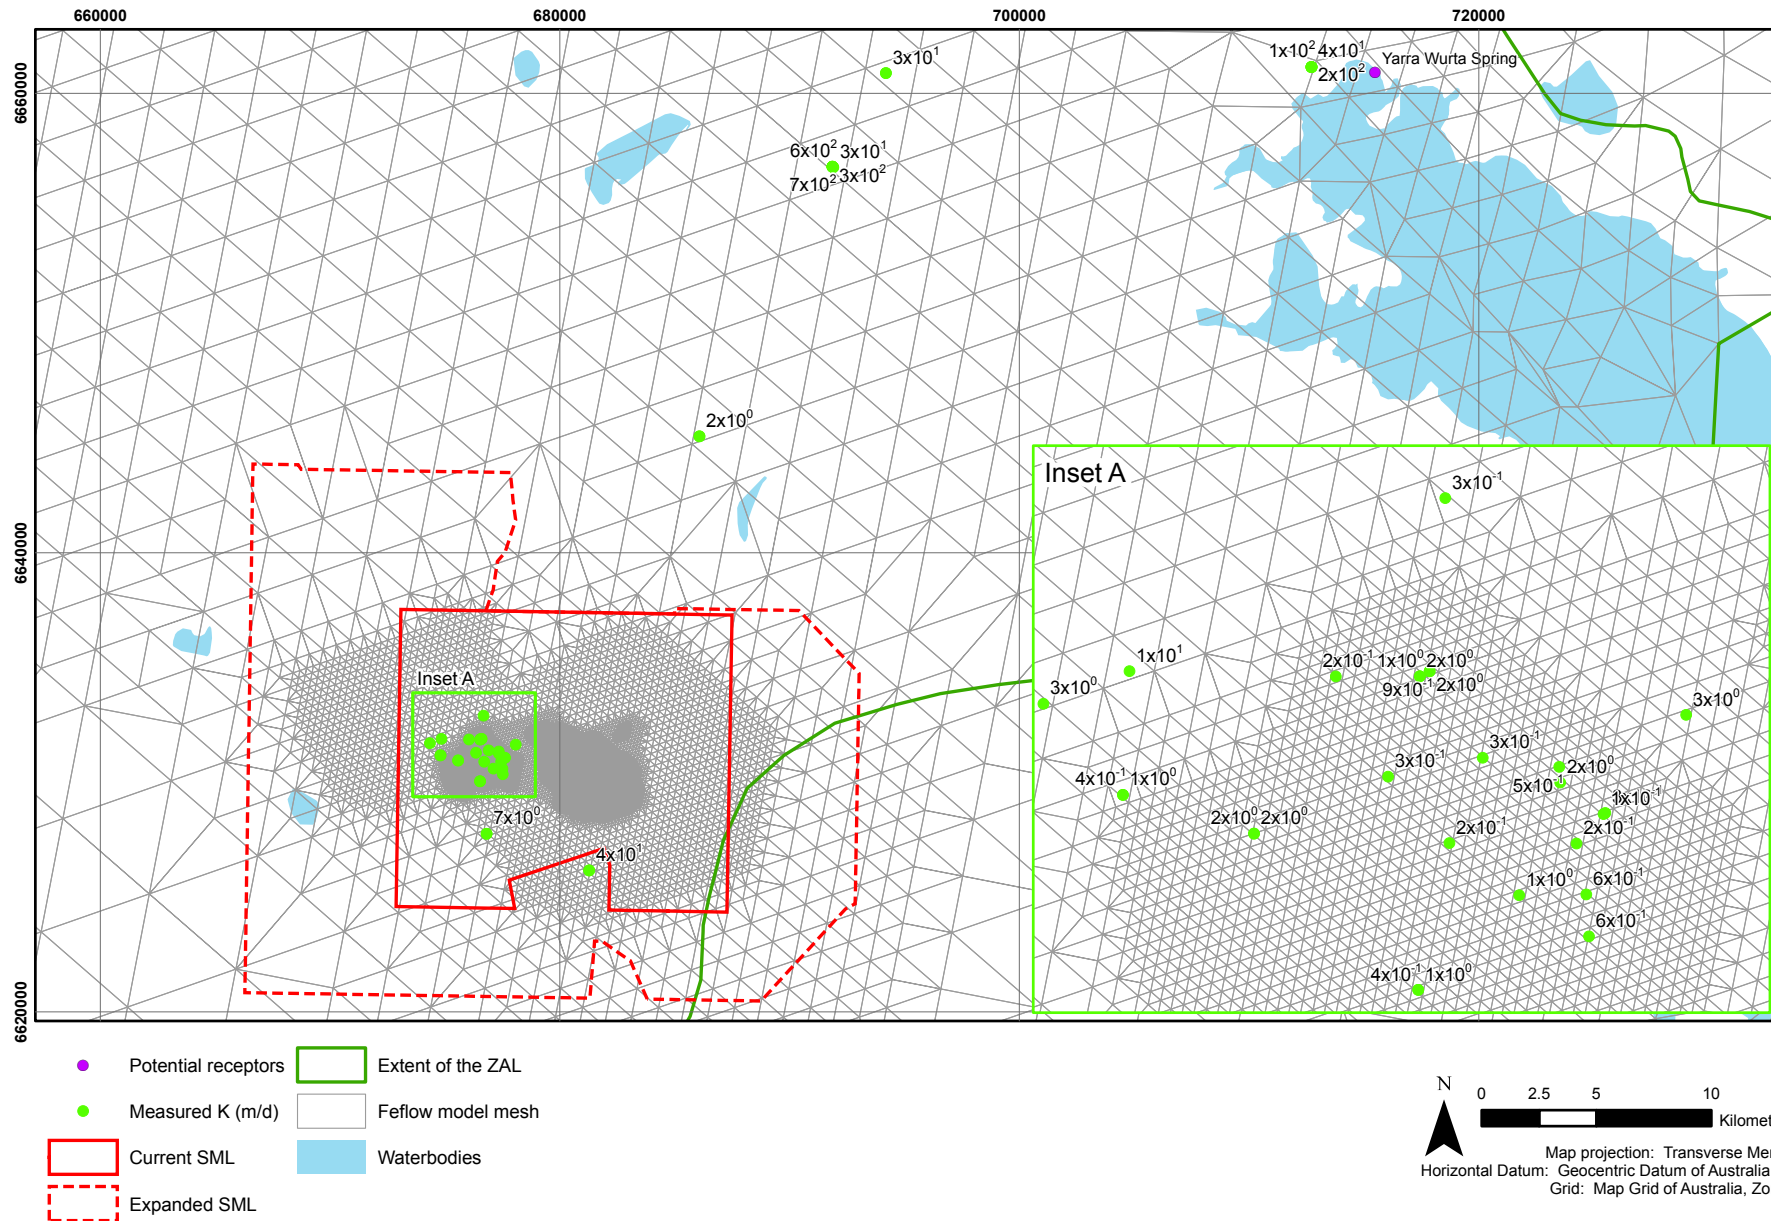 660000 680000 700000 720000
6660000
6640000
6620000
3x10¹
1x10² 4x10¹
2x10²
Yarra Wurta Spring
6x10² 3x10¹
7x10² 3x10²
2x10⁰
Inset A
7x10⁰
4x10¹
Inset A
3x10⁻¹
1x10¹
3x10⁰
2x10⁻¹ 1x10⁰ 2x10⁰
9x10⁻¹ 2x10⁰
3x10⁰
3x10⁻¹
3x10⁻¹
2x10⁰
5x10⁻¹
4x10⁻¹ 1x10⁰
1x10⁻¹
2x10⁰ 2x10⁰
2x10⁻¹
2x10⁻¹
1x10⁰
6x10⁻¹
6x10⁻¹
4x10⁻¹ 1x10⁰
Potential receptors
Measured K (m/d)
Current SML
Expanded SML
Extent of the ZAL
Feflow model mesh
Waterbodies
N
0 2.5 5 10
Kilomet
Map projection: Transverse Mer
Horizontal Datum: Geocentric Datum of Australia
Grid: Map Grid of Australia, Zo